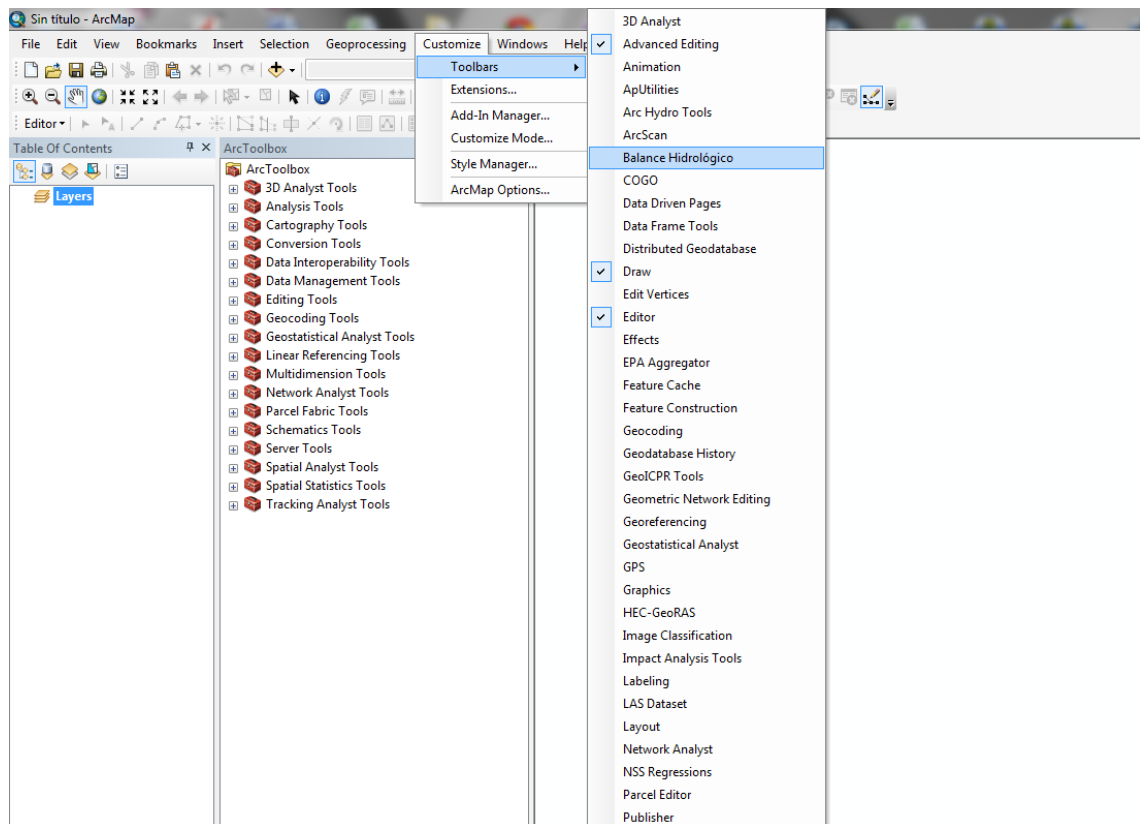 Sin título - ArcMap
File Edit View Bookmarks Insert Selection Geoprocessing Customize Windows Help
Editor
Table Of Contents
Layers
ArcToolbox
ArcToolbox
3D Analyst Tools
Analysis Tools
Cartography Tools
Conversion Tools
Data Interoperability Tools
Data Management Tools
Editing Tools
Geocoding Tools
Geostatistical Analyst Tools
Linear Referencing Tools
Multidimension Tools
Network Analyst Tools
Parcel Fabric Tools
Schematics Tools
Server Tools
Spatial Analyst Tools
Spatial Statistics Tools
Tracking Analyst Tools
Toolbars
Extensions...
Add-In Manager...
Customize Mode...
Style Manager...
ArcMap Options...
3D Analyst
Advanced Editing
Animation
ApUtilities
Arc Hydro Tools
ArcScan
Balance Hidrológico
COGO
Data Driven Pages
Data Frame Tools
Distributed Geodatabase
Draw
Edit Vertices
Editor
Effects
EPA Aggregator
Feature Cache
Feature Construction
Geocoding
Geodatabase History
GeoICPR Tools
Geometric Network Editing
Georeferencing
Geostatistical Analyst
GPS
Graphics
HEC-GeoRAS
Image Classification
Impact Analysis Tools
Labeling
LAS Dataset
Layout
Network Analyst
NSS Regressions
Parcel Editor
Publisher